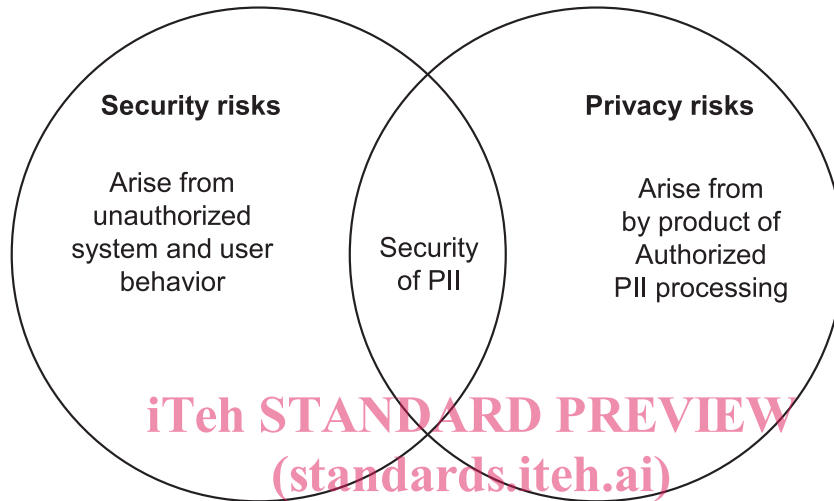 Security risks
Arise from
unauthorized
system and user
behavior
Security
of PII
Privacy risks
Arise from
by product of
Authorized
PII processing
iTeh STANDARD PREVIEW
(standards.iteh.ai)